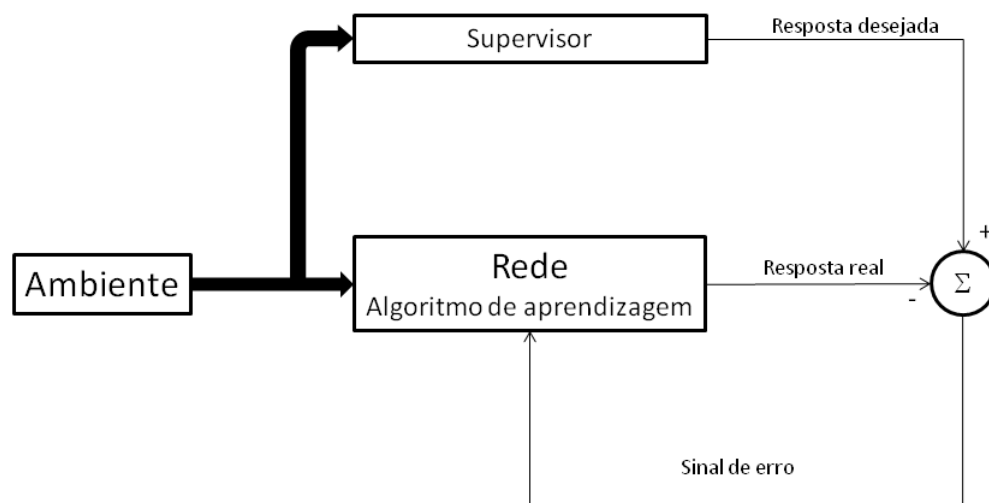 Supervisor
Resposta desejada
+
Ambiente
Rede
Algoritmo de aprendizagem
Resposta real
-
Σ
Sinal de erro